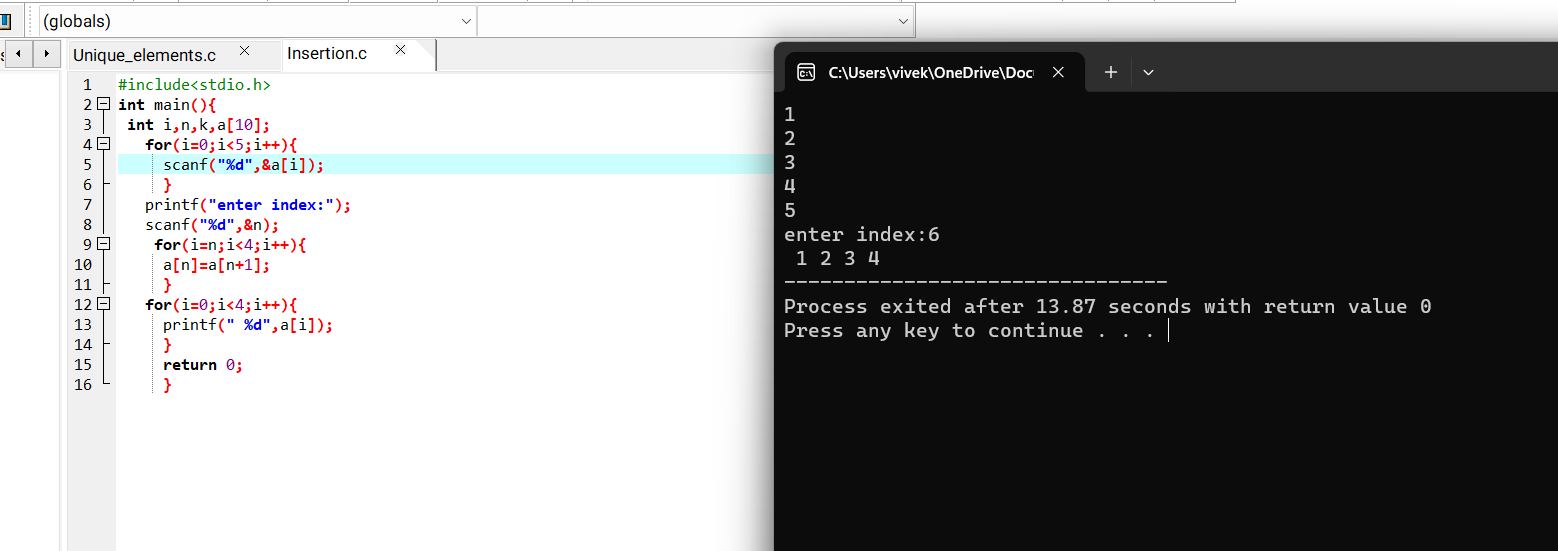 (globals)
Unique_elements.c
Insertion.c
1 #include<stdio.h>
2 int main(){
3 int i,n,k,a[10];
4 for(i=0;i<5;i++){
5 scanf("%d",&a[i]);
6 }
7 printf("enter index:");
8 scanf("%d",&n);
9 for(i=n;i<4;i++){
10 a[n]=a[n+1];
11 }
12 for(i=0;i<4;i++){
13 printf(" %d",a[i]);
14 }
15 return 0;
16 }
C:\Users\vivek\OneDrive\Doc
1
2
3
4
5
enter index:6
 1 2 3 4
--------------------------------
Process exited after 13.87 seconds with return value 0
Press any key to continue . . .